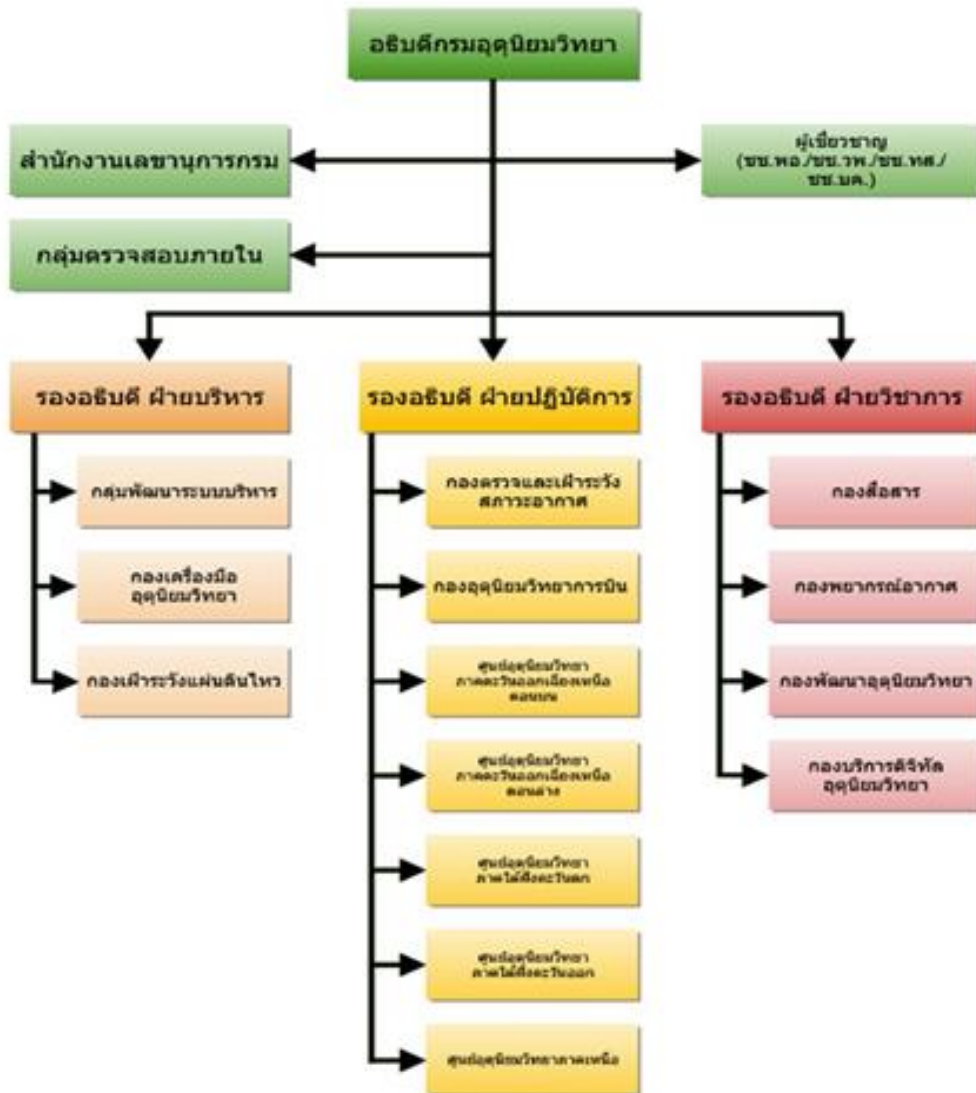 อธิบดีกรมอุตุนิยมวิทยา
สำนักงานเลขานุการกรม
ผู้เชี่ยวชาญ
(ชช.พอ./ชช.วพ./ชช.ทศ./
ชช.บค.)
กลุ่มตรวจสอบภายใน
รองอธิบดี ฝ่ายบริหาร
กลุ่มพัฒนาระบบบริหาร
กองเครื่องมือ
อุตุนิยมวิทยา
กองเฝ้าระวังแผ่นดินไหว
รองอธิบดี ฝ่ายปฏิบัติการ
กองตรวจและเฝ้าระวัง
สภาวะอากาศ
กองอุตุนิยมวิทยาการบิน
ศูนย์อุตุนิยมวิทยา
ภาคตะวันออกเฉียงเหนือ
ตอนบน
ศูนย์อุตุนิยมวิทยา
ภาคตะวันออกเฉียงเหนือ
ตอนล่าง
ศูนย์อุตุนิยมวิทยา
ภาคใต้ฝั่งตะวันตก
ศูนย์อุตุนิยมวิทยา
ภาคใต้ฝั่งตะวันออก
ศูนย์อุตุนิยมวิทยาภาคเหนือ
รองอธิบดี ฝ่ายวิชาการ
กองสื่อสาร
กองพยากรณ์อากาศ
กองพัฒนาอุตุนิยมวิทยา
กองบริการดิจิทัล
อุตุนิยมวิทยา